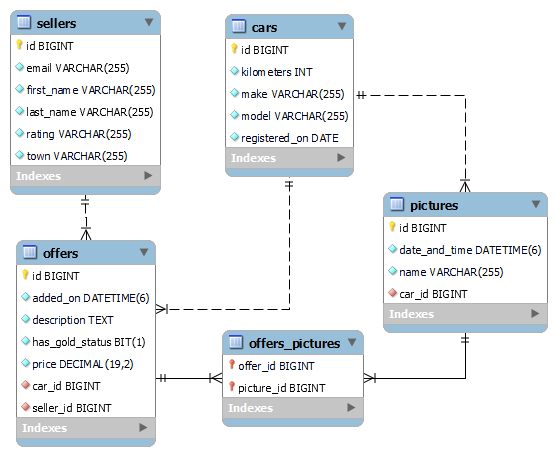 sellers
id BIGINT
email VARCHAR(255)
first_name VARCHAR(255)
last_name VARCHAR(255)
rating VARCHAR(255)
town VARCHAR(255)
Indexes
cars
id BIGINT
kilometers INT
make VARCHAR(255)
model VARCHAR(255)
registered_on DATE
Indexes
pictures
id BIGINT
date_and_time DATETIME(6)
name VARCHAR(255)
car_id BIGINT
Indexes
offers
id BIGINT
added_on DATETIME(6)
description TEXT
has_gold_status BIT(1)
price DECIMAL(19,2)
car_id BIGINT
seller_id BIGINT
Indexes
offers_pictures
offer_id BIGINT
picture_id BIGINT
Indexes